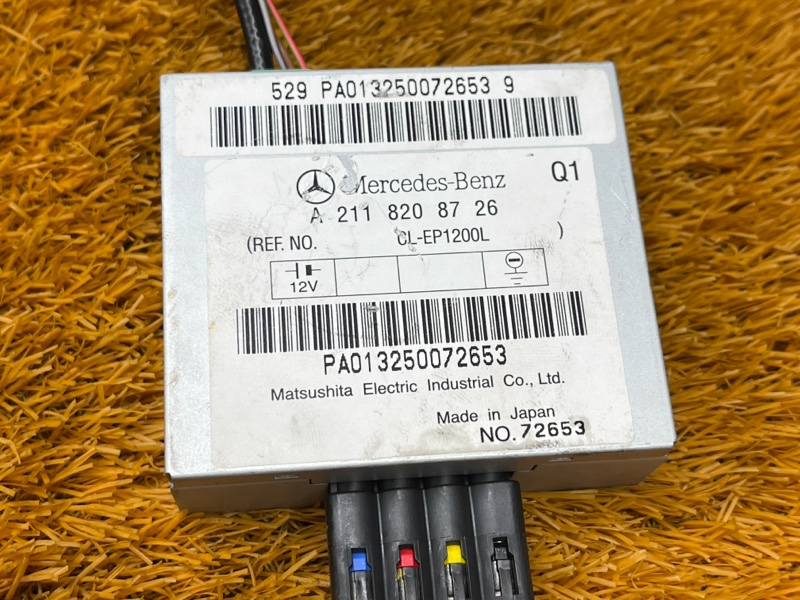 529 PA013250072653 9
Mercedes-Benz Q1
A 211 820 87 26
(REF. NO. CL-EP1200L )
12V
PA013250072653
Matsushita Electric Industrial Co., Ltd.
Made in Japan
NO. 72653